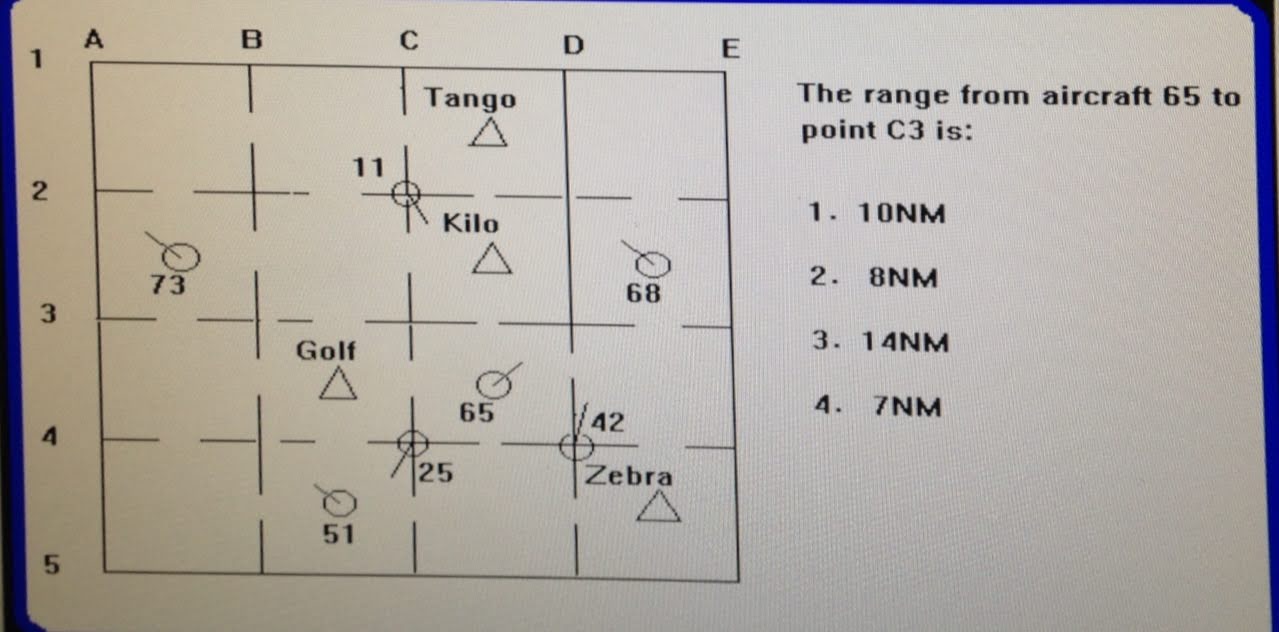 A B C D E
1
Tango
11
2
Kilo
73
68
3
Golf
65
42
4
25
Zebra
51
5
The range from aircraft 65 to
point C3 is:
1. 10NM
2. 8NM
3. 14NM
4. 7NM